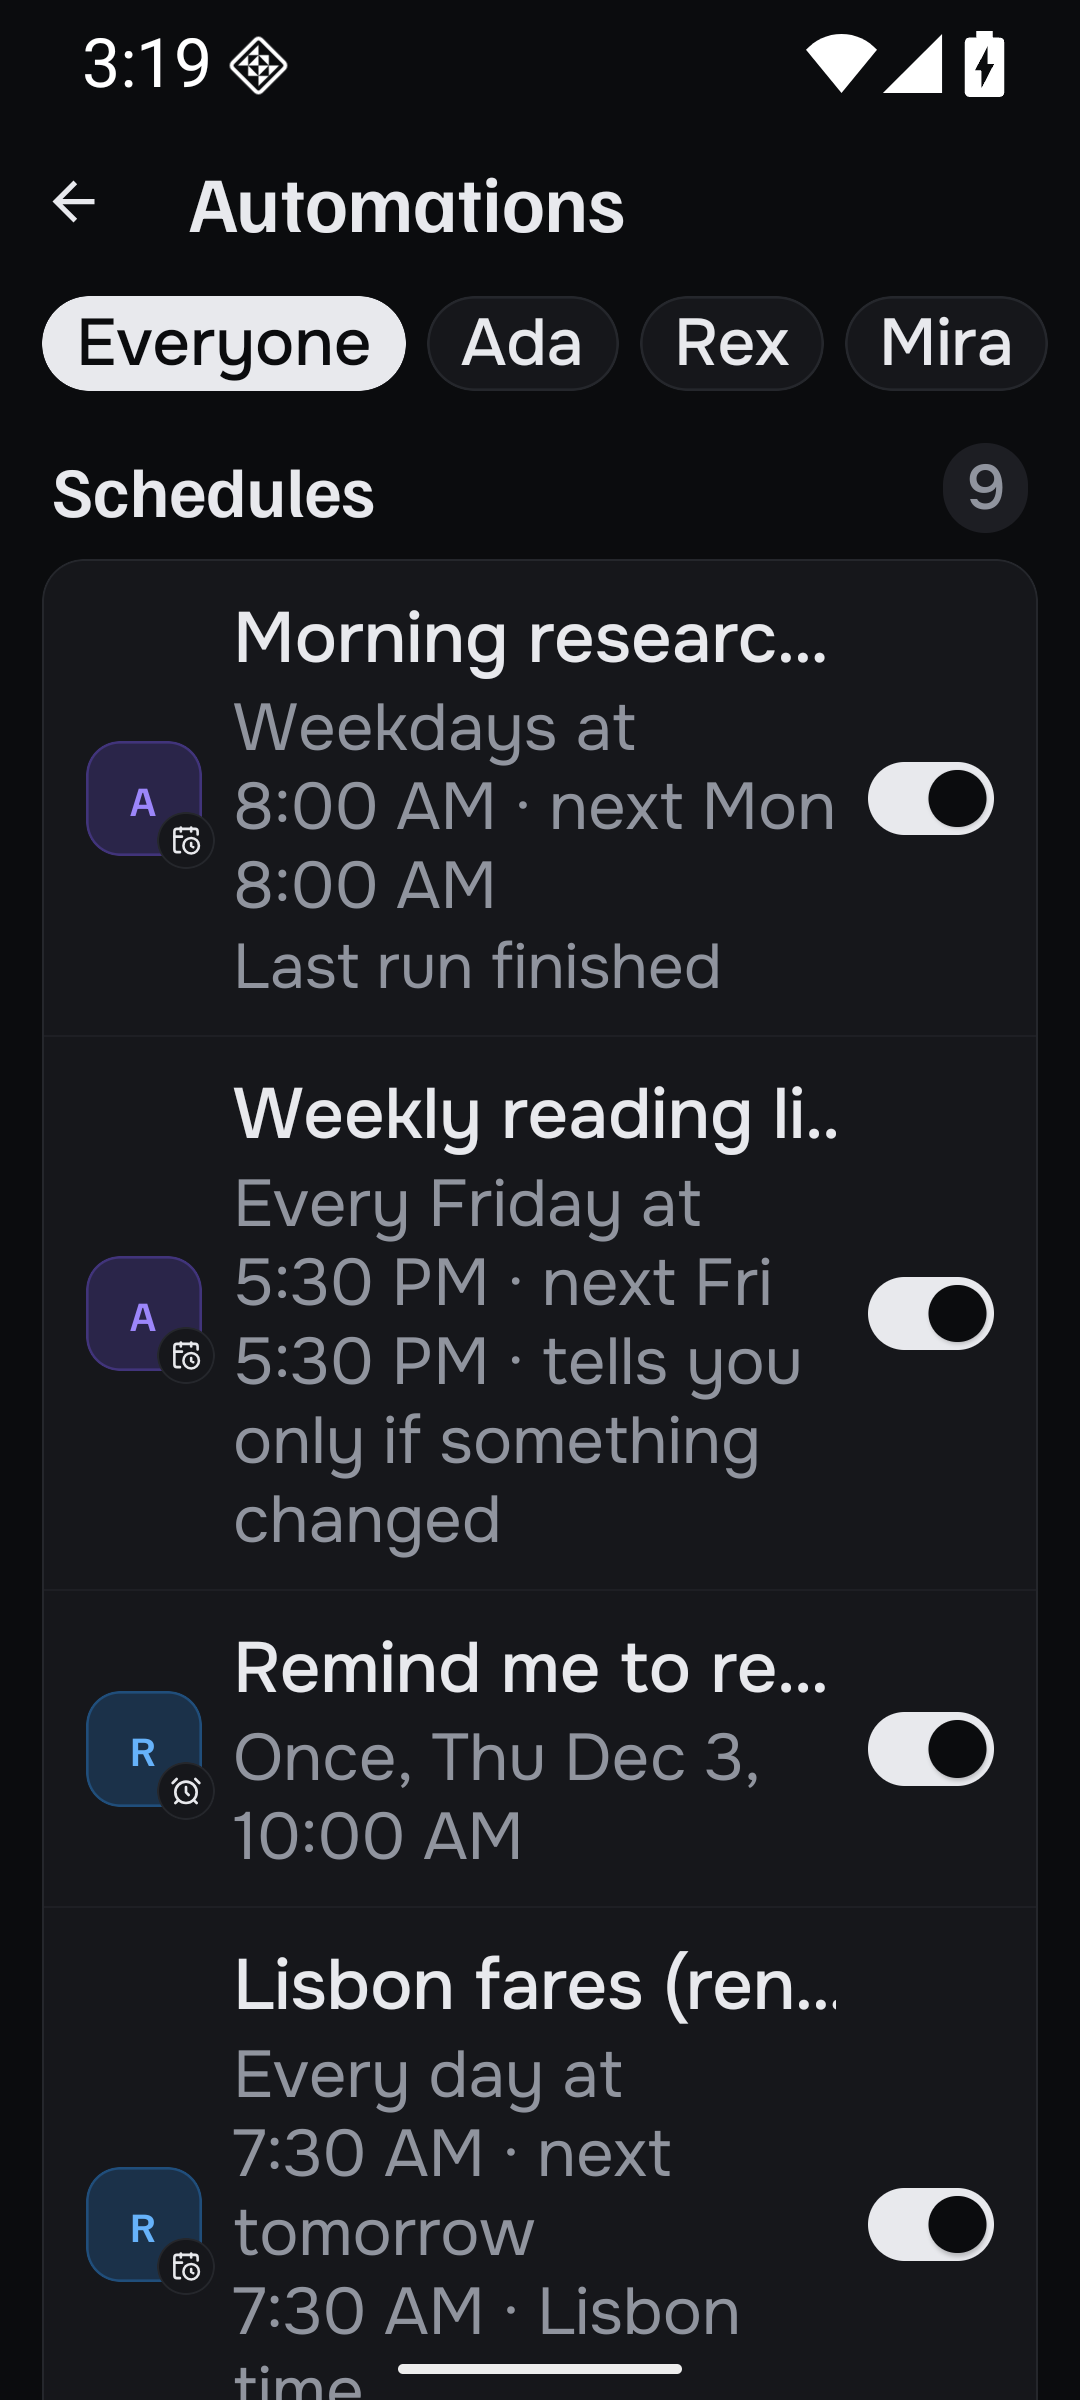 3:19
Automations
Everyone
Ada
Rex
Mira
Schedules
9
Morning researc...
Weekdays at
8:00 AM · next Mon
8:00 AM
Last run finished
A
Weekly reading li..
Every Friday at
5:30 PM · next Fri
5:30 PM · tells you
only if something
changed
A
Remind me to re...
Once, Thu Dec 3,
10:00 AM
R
Lisbon fares (ren...
Every day at
7:30 AM · next
tomorrow
7:30 AM · Lisbon
time
R